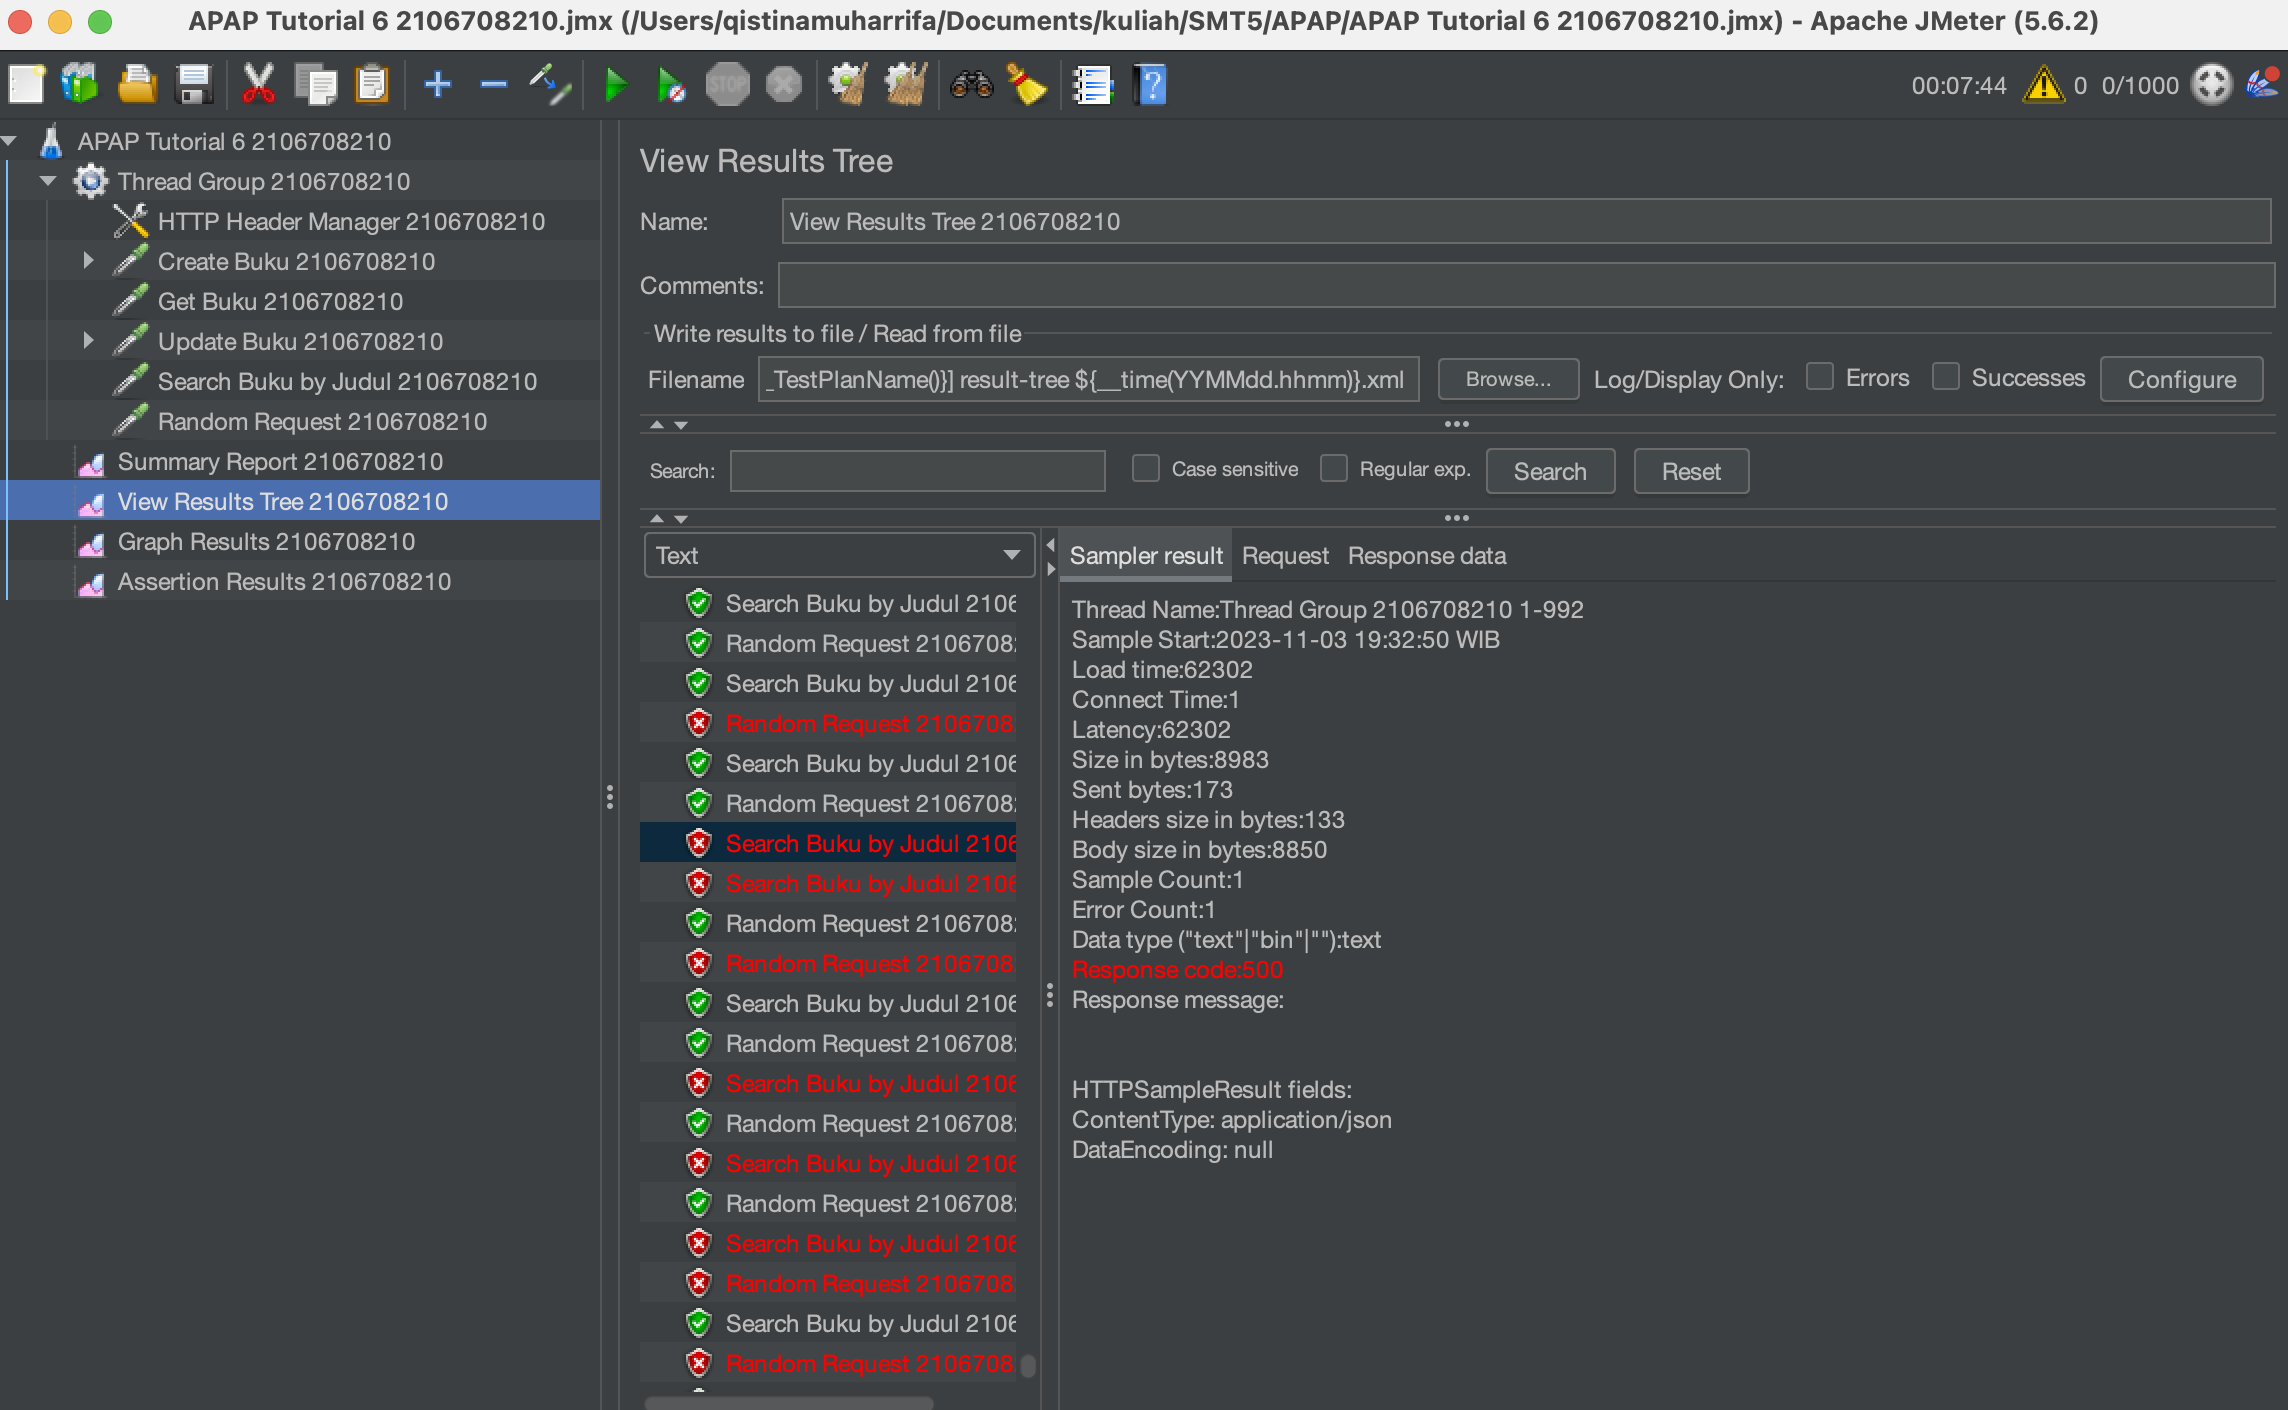 APAP Tutorial 6 2106708210.jmx (/Users/qistinamuharrifa/Documents/kuliah/SMT5/APAP/APAP Tutorial 6 2106708210.jmx) - Apache JMeter (5.6.2)
STOP
00:07:44 0 0/1000
APAP Tutorial 6 2106708210
Thread Group 2106708210
HTTP Header Manager 2106708210
Create Buku 2106708210
Get Buku 2106708210
Update Buku 2106708210
Search Buku by Judul 2106708210
Random Request 2106708210
Summary Report 2106708210
View Results Tree 2106708210
Graph Results 2106708210
Assertion Results 2106708210
View Results Tree
Name: View Results Tree 2106708210
Comments:
Write results to file / Read from file
Filename _TestPlanName()}] result-tree ${__time(YYMMdd.hhmm)}.xml Browse... Log/Display Only: Errors Successes Configure
Search: Case sensitive Regular exp. Search Reset
Text
Search Buku by Judul 2106
Random Request 2106708
Search Buku by Judul 2106
Random Request 2106708
Search Buku by Judul 2106
Random Request 2106708
Search Buku by Judul 2106
Search Buku by Judul 2106
Random Request 2106708
Random Request 2106708
Search Buku by Judul 2106
Random Request 2106708
Search Buku by Judul 2106
Random Request 2106708
Search Buku by Judul 2106
Random Request 2106708
Search Buku by Judul 2106
Random Request 2106708
Search Buku by Judul 2106
Random Request 2106708
Sampler result Request Response data
Thread Name:Thread Group 2106708210 1-992
Sample Start:2023-11-03 19:32:50 WIB
Load time:62302
Connect Time:1
Latency:62302
Size in bytes:8983
Sent bytes:173
Headers size in bytes:133
Body size in bytes:8850
Sample Count:1
Error Count:1
Data type ("text"|"bin"|""):text
Response code:500
Response message:
HTTPSampleResult fields:
ContentType: application/json
DataEncoding: null